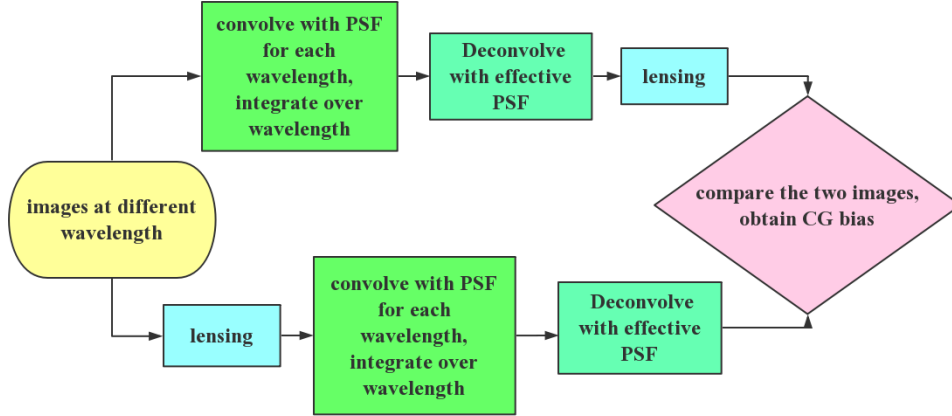 convolve with PSF
for each
wavelength,
integrate over
wavelength
Deconvolve
with effective
PSF
lensing
images at different
wavelength
compare the two images,
obtain CG bias
lensing
convolve with PSF
for each
wavelength,
integrate over
wavelength
Deconvolve
with effective
PSF